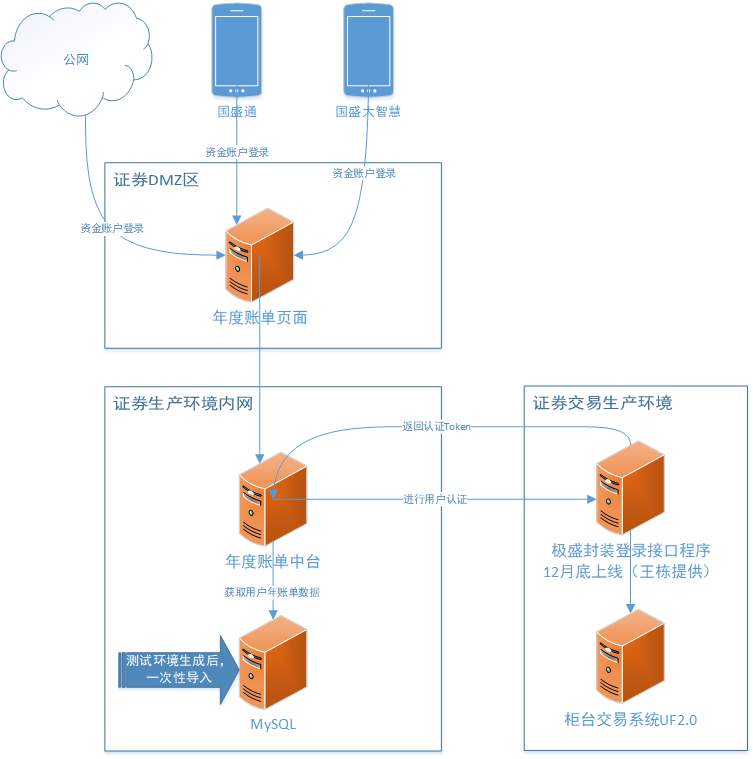 公网
国盛通
国盛大智慧
资金账户登录
资金账户登录
资金账户登录
证券DMZ区
年度账单页面
证券生产环境内网
证券交易生产环境
返回认证Token
进行用户认证
年度账单中台
极盛封装登录接口程序
12月底上线（王栋提供）
获取用户年账单数据
测试环境生成后，
一次性导入
MySQL
柜台交易系统UF2.0